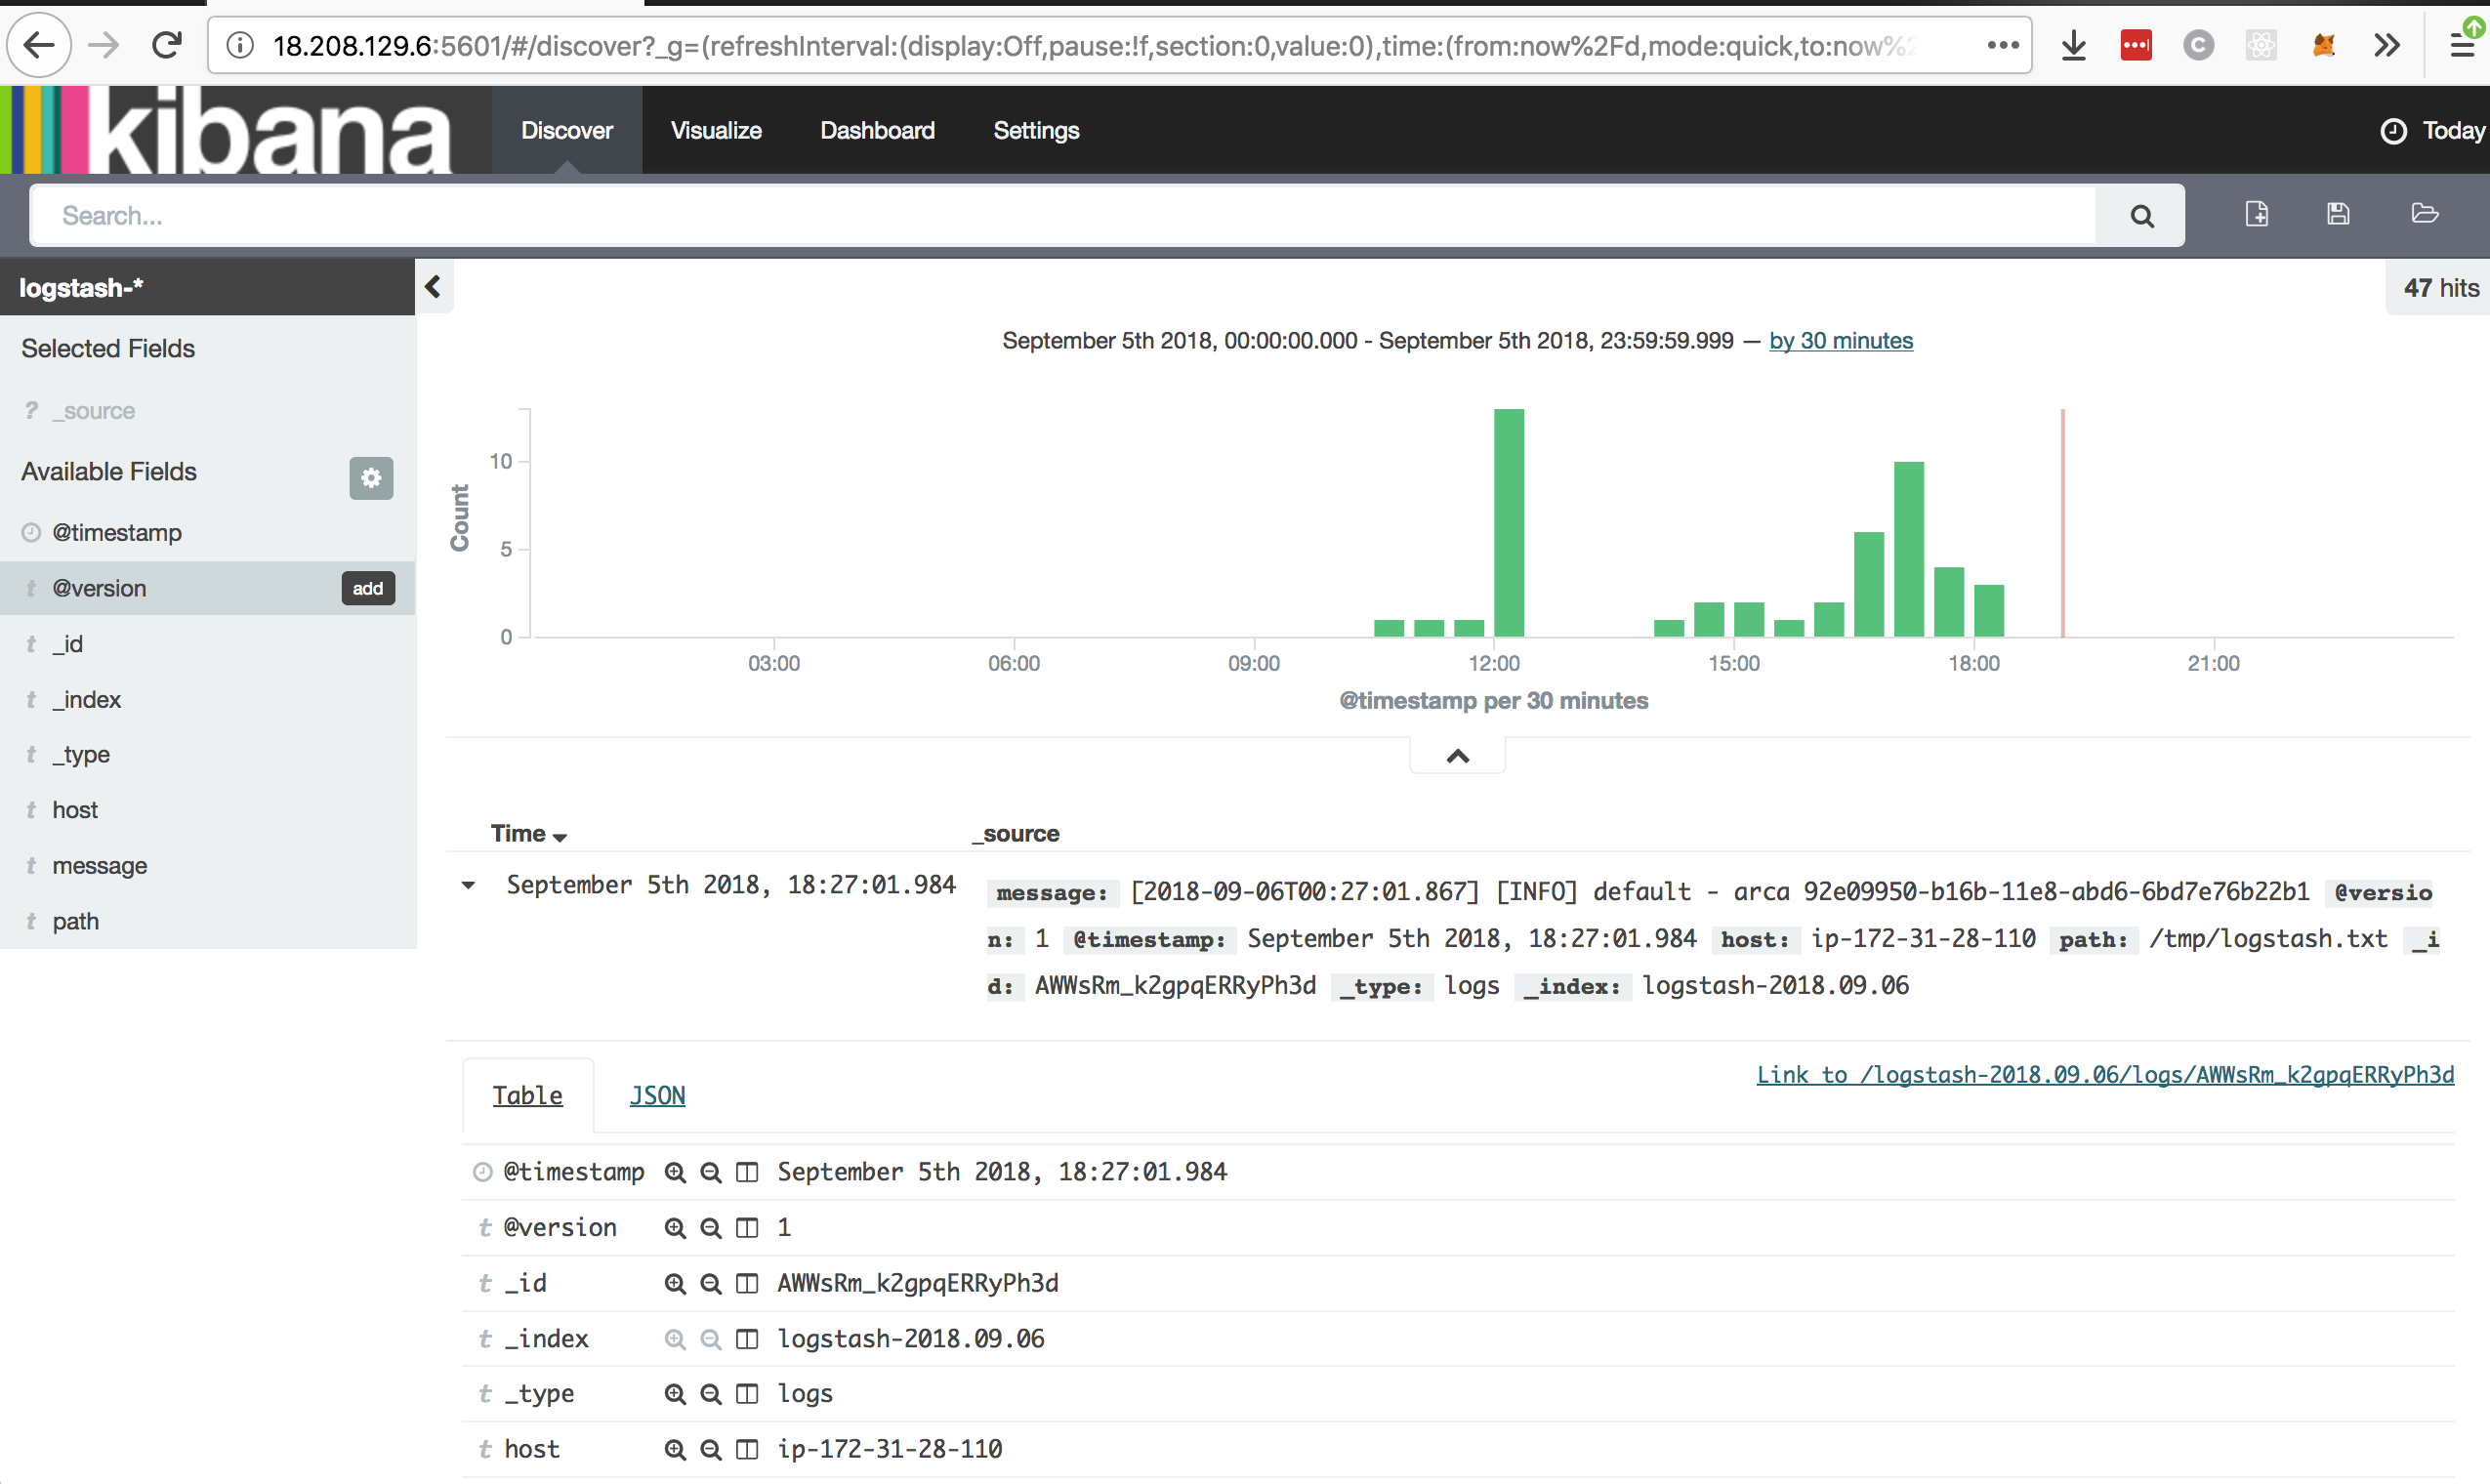 18.208.129.6:5601/#/discover?_g=(refreshInterval:(display:Off,pause:!f,section:0,value:0),time:(from:now%2Fd,mode:quick,to:now%2
kibana
Discover Visualize Dashboard Settings Today
Search...
logstash-*
47 hits
Selected Fields
? _source
Available Fields
@timestamp
t @version add
t _id
t _index
t _type
t host
t message
t path
September 5th 2018, 00:00:00.000 - September 5th 2018, 23:59:59.999 — by 30 minutes
Count
10
5
0
03:00 06:00 09:00 12:00 15:00 18:00 21:00
@timestamp per 30 minutes
Time _source
September 5th 2018, 18:27:01.984
message: [2018-09-06T00:27:01.867] [INFO] default - arca 92e09950-b16b-11e8-abd6-6bd7e76b22b1 @versio
n: 1 @timestamp: September 5th 2018, 18:27:01.984 host: ip-172-31-28-110 path: /tmp/logstash.txt _i
d: AWWsRm_k2gpqERRyPh3d _type: logs _index: logstash-2018.09.06
Link to /logstash-2018.09.06/logs/AWWsRm_k2gpqERRyPh3d
Table JSON
@timestamp September 5th 2018, 18:27:01.984
t @version 1
t _id AWWsRm_k2gpqERRyPh3d
t _index logstash-2018.09.06
t _type logs
t host ip-172-31-28-110